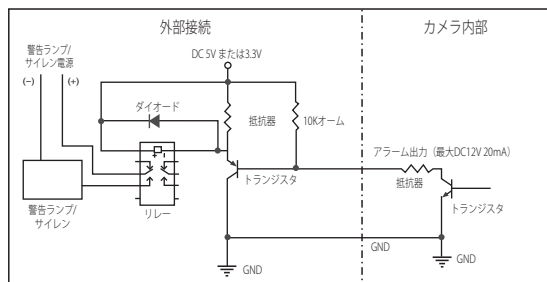 外部接続
カメラ内部
DC 5V または3.3V
警告ランプ/
サイレン電源
(−)
(+)
ダイオード
抵抗器
10Kオーム
アラーム出力（最大DC12V 20mA）
抵抗器
トランジスタ
トランジスタ
警告ランプ/
サイレン
リレー
GND
GND
GND